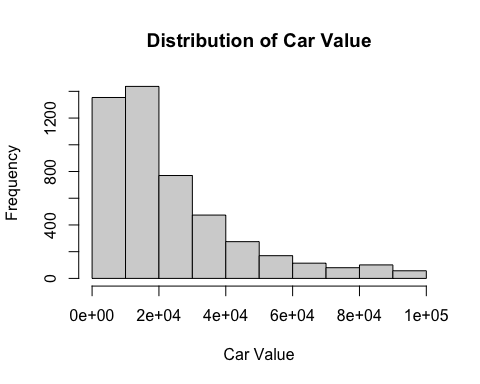 Distribution of Car Value
Frequency
1200
800
400
0
0e+00 2e+04 4e+04 6e+04 8e+04 1e+05
Car Value